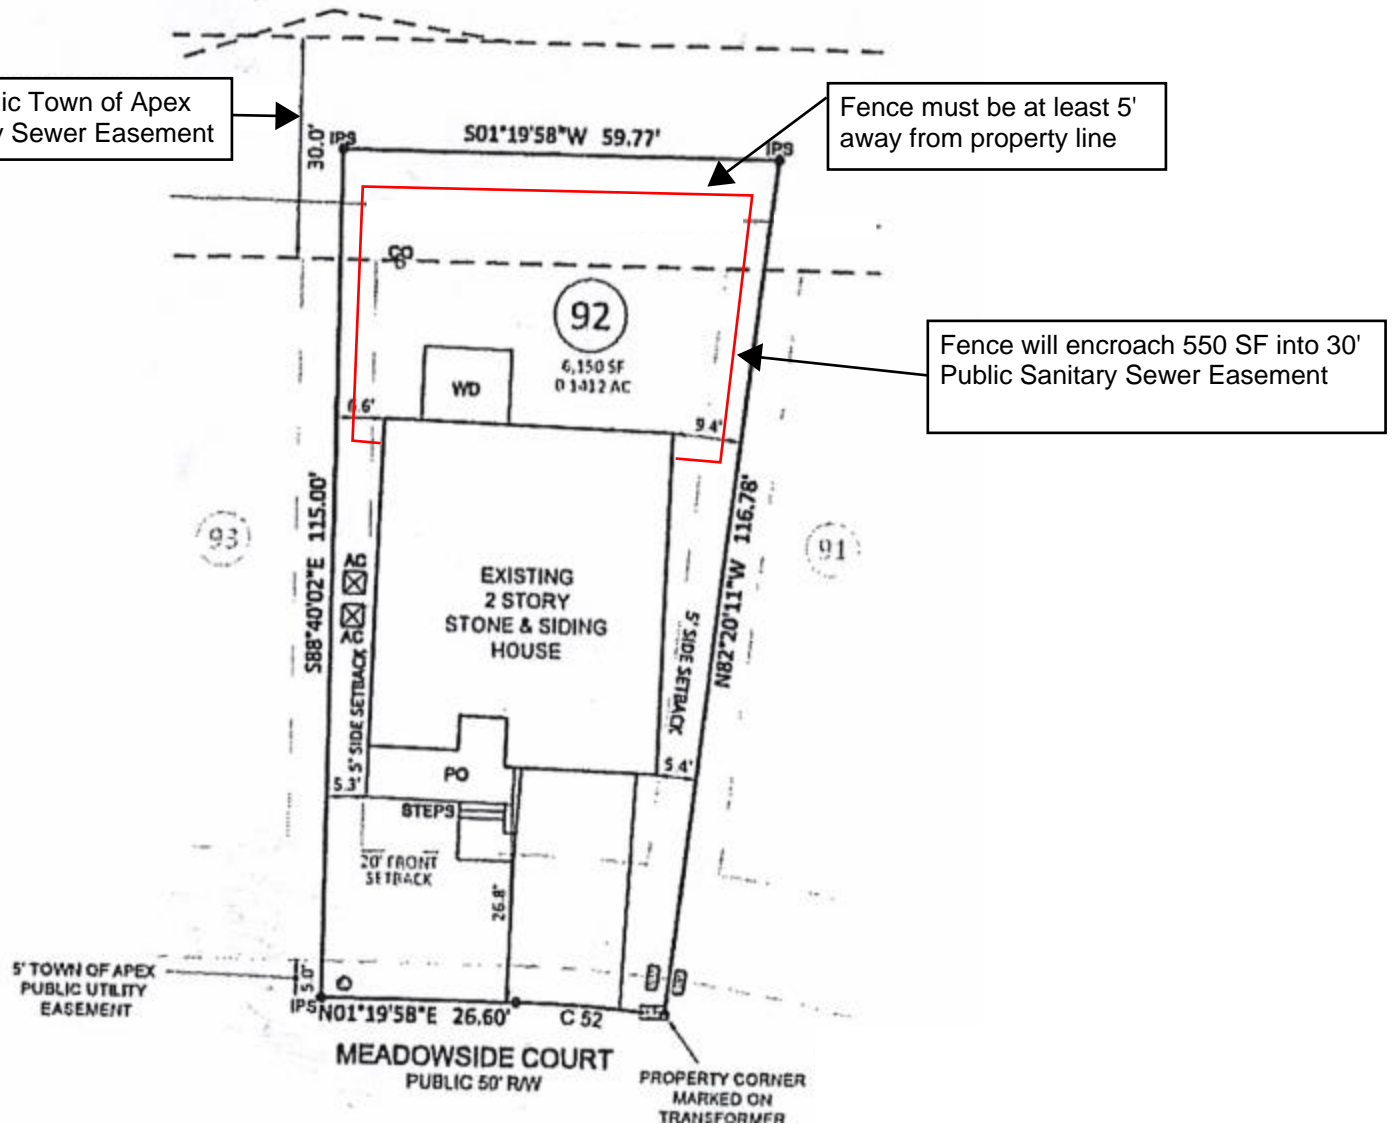 ic Town of Apex
y Sewer Easement
Fence must be at least 5'
away from property line
30.0'
IPS
S01°19'58"W 59.77'
IPS
CO
92
6,150 SF
0.1412 AC
Fence will encroach 550 SF into 30'
Public Sanitary Sewer Easement
WD
6.6'
9.4'
S88°40'02"E 115.00'
N82°20'11"W 116.78'
93
91
AC
AC
EXISTING
2 STORY
STONE & SIDING
HOUSE
5' SIDE SETBACK
5' SIDE SETBACK
5.3'
PO
5.4'
STEPS
20' FRONT
SETBACK
26.8'
5' TOWN OF APEX
PUBLIC UTILITY
EASEMENT
5.0'
IPS
N01°19'58"E 26.60'
C 52
MEADOWSIDE COURT
PUBLIC 50' R/W
PROPERTY CORNER
MARKED ON
TRANSFORMER